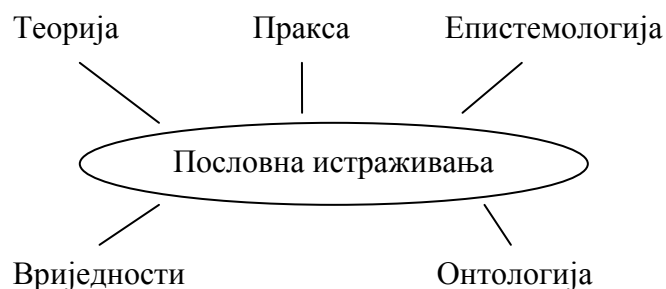 Теорија Пракса Епистемологија
Пословна истраживања
Вриједности Онтологија